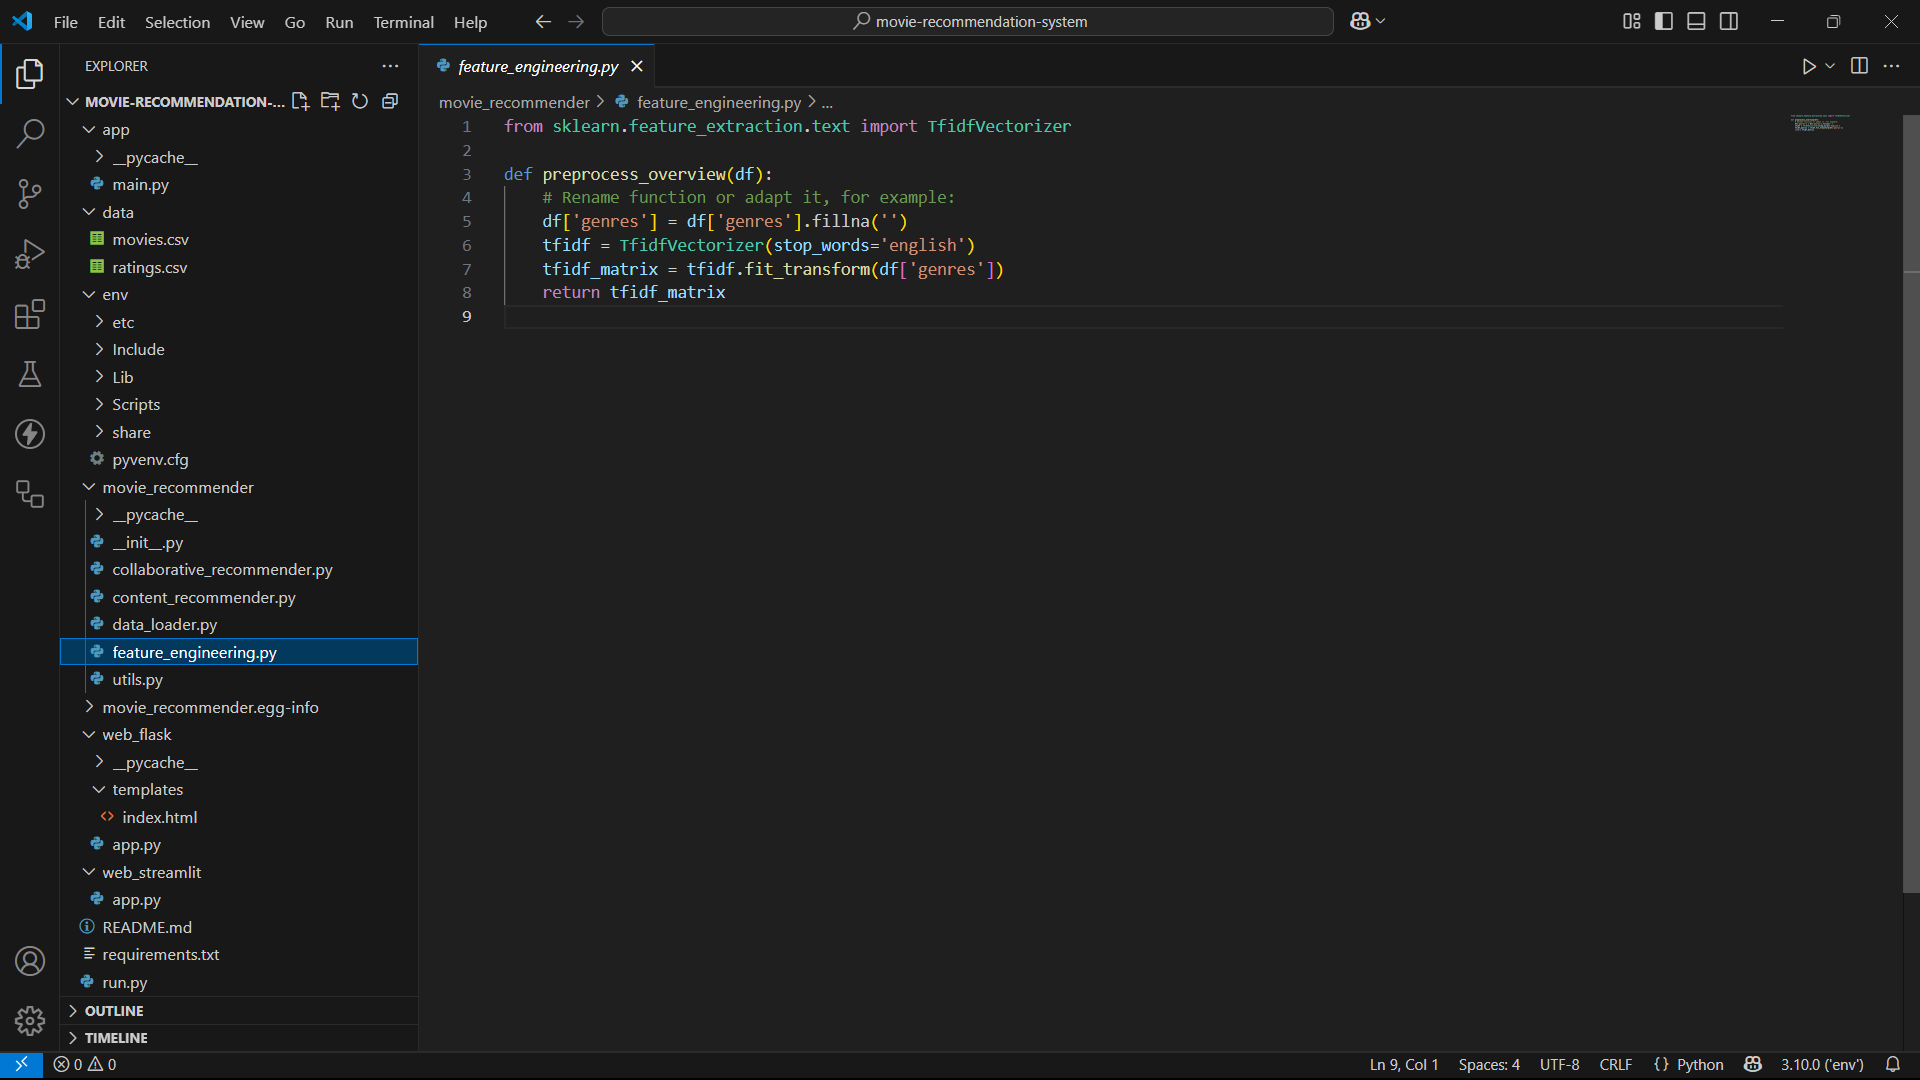 File Edit Selection View Go Run Terminal Help
movie-recommendation-system
EXPLORER
MOVIE-RECOMMENDATION-...
app
__pycache__
main.py
data
movies.csv
ratings.csv
env
etc
Include
Lib
Scripts
share
pyvenv.cfg
movie_recommender
__pycache__
__init__.py
collaborative_recommender.py
content_recommender.py
data_loader.py
feature_engineering.py
utils.py
movie_recommender.egg-info
web_flask
__pycache__
templates
index.html
app.py
web_streamlit
app.py
README.md
requirements.txt
run.py
OUTLINE
TIMELINE
feature_engineering.py
movie_recommender > feature_engineering.py > ...
1 from sklearn.feature_extraction.text import TfidfVectorizer
2
3 def preprocess_overview(df):
4     # Rename function or adapt it, for example:
5     df['genres'] = df['genres'].fillna('')
6     tfidf = TfidfVectorizer(stop_words='english')
7     tfidf_matrix = tfidf.fit_transform(df['genres'])
8     return tfidf_matrix
9
0 0
Ln 9, Col 1 Spaces: 4 UTF-8 CRLF {} Python 3.10.0 ('env')